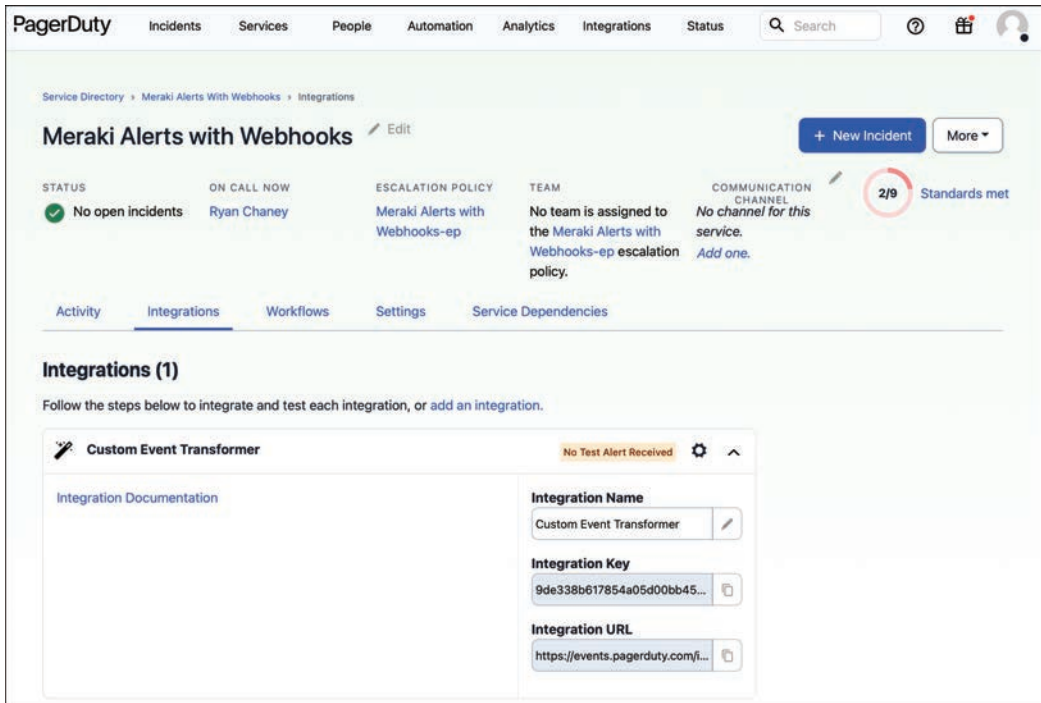 PagerDuty Incidents Services People Automation Analytics Integrations Status Search
Service Directory › Meraki Alerts With Webhooks › Integrations
Meraki Alerts with Webhooks Edit
+ New Incident More
STATUS
No open incidents
ON CALL NOW
Ryan Chaney
ESCALATION POLICY
Meraki Alerts with
Webhooks-ep
TEAM
No team is assigned to
the Meraki Alerts with
Webhooks-ep escalation
policy.
COMMUNICATION
CHANNEL
No channel for this
service.
Add one.
2/9 Standards met
Activity Integrations Workflows Settings Service Dependencies
Integrations (1)
Follow the steps below to integrate and test each integration, or add an integration.
Custom Event Transformer No Test Alert Received
Integration Documentation
Integration Name
Custom Event Transformer
Integration Key
9de338b617854a05d00bb45...
Integration URL
https://events.pagerduty.com/i...